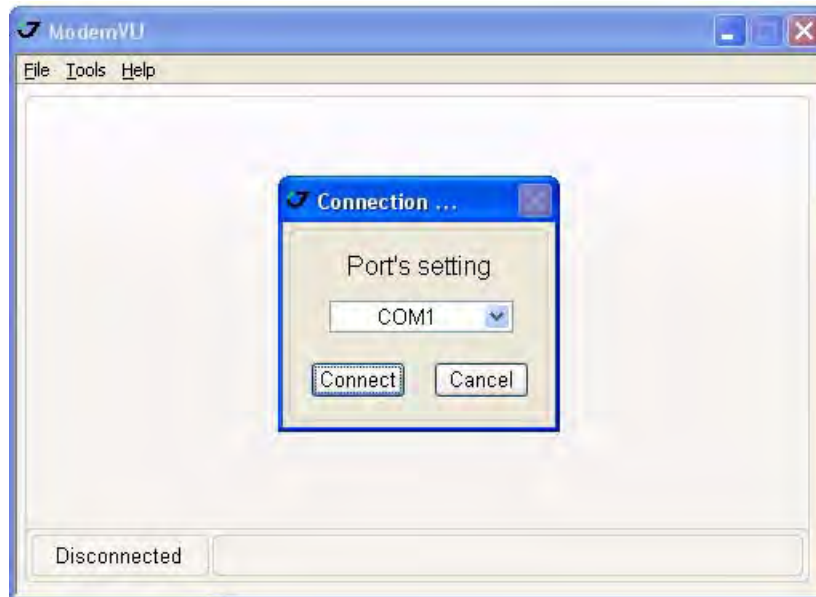 ModemVU
File Tools Help
Connection ...
Port's setting
COM1
Connect Cancel
Disconnected